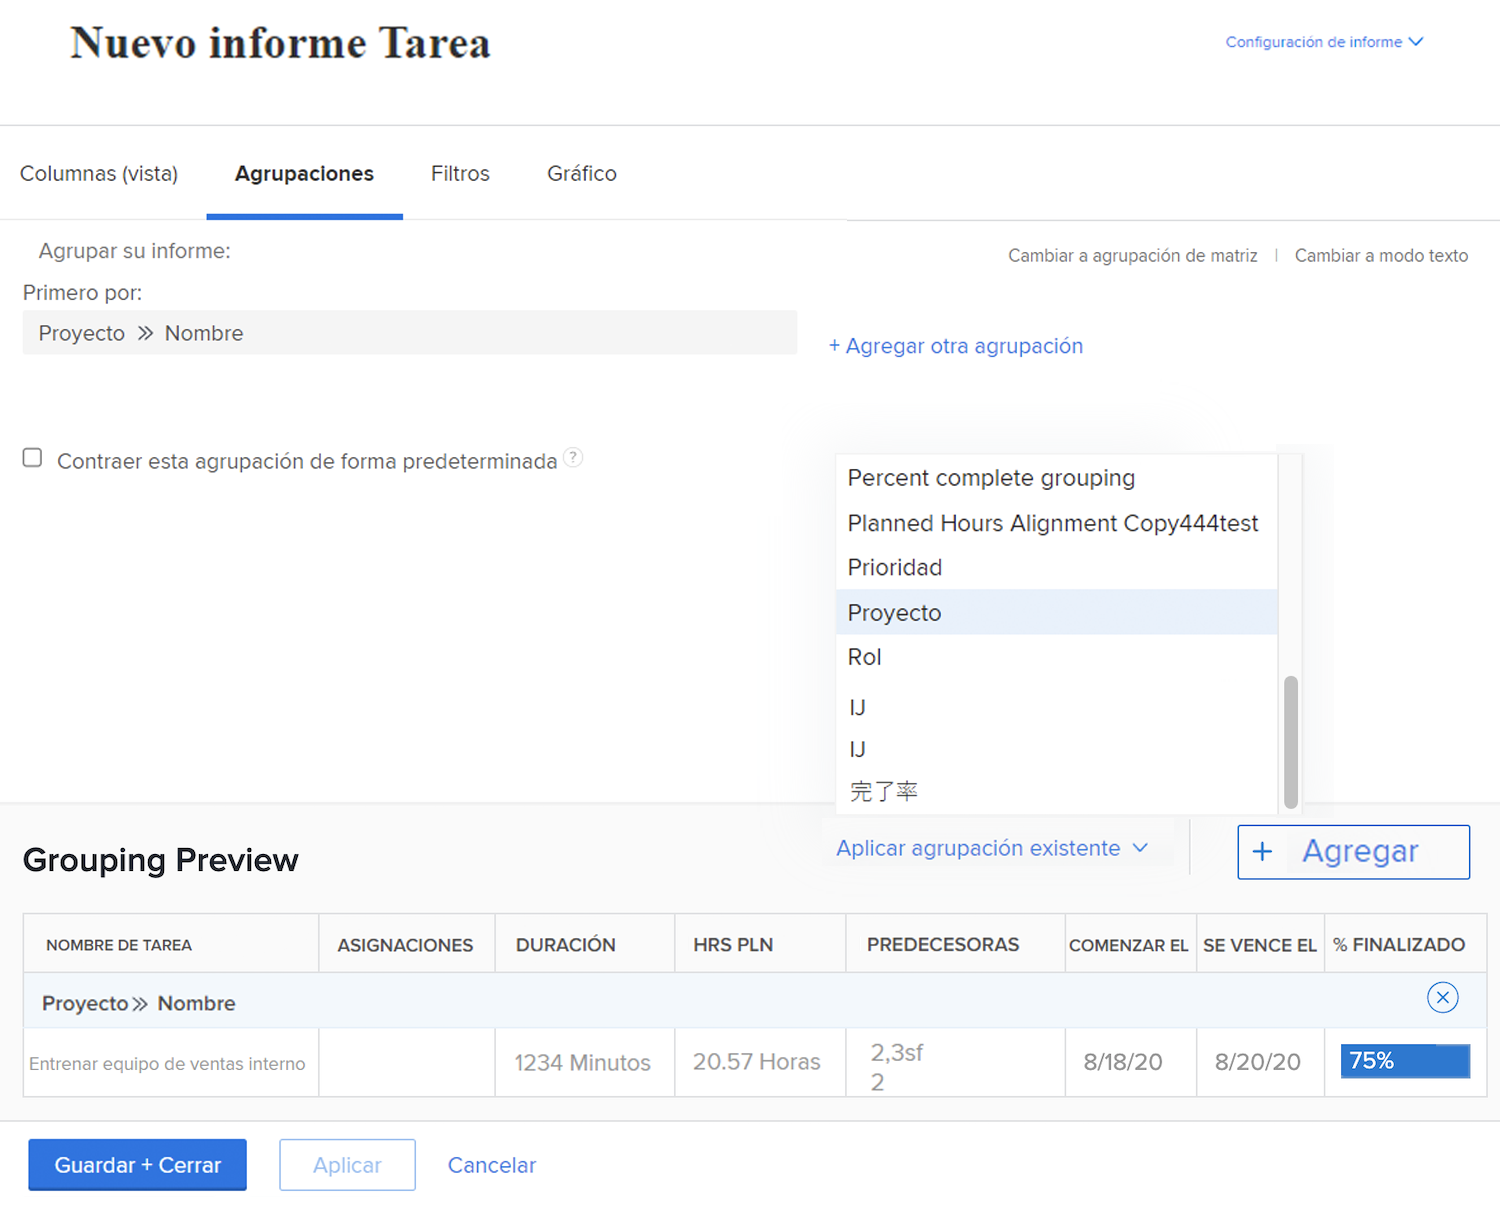 Nuevo informe Tarea
Configuración de informe
Columnas (vista)
Agrupaciones
Filtros
Gráfico
Agrupar su informe:
Cambiar a agrupación de matriz
Cambiar a modo texto
Primero por:
Proyecto >> Nombre
+ Agregar otra agrupación
Contraer esta agrupación de forma predeterminada ?
Percent complete grouping
Planned Hours Alignment Copy444test
Prioridad
Proyecto
Rol
IJ
IJ
完了率
Grouping Preview
Aplicar agrupación existente
+ Agregar
NOMBRE DE TAREA
ASIGNACIONES
DURACIÓN
HRS PLN
PREDECESORAS
COMENZAR EL
SE VENCE EL
% FINALIZADO
Proyecto >> Nombre
Entrenar equipo de ventas interno
1234 Minutos
20.57 Horas
2,3sf
2
8/18/20
8/20/20
75%
Guardar + Cerrar
Aplicar
Cancelar